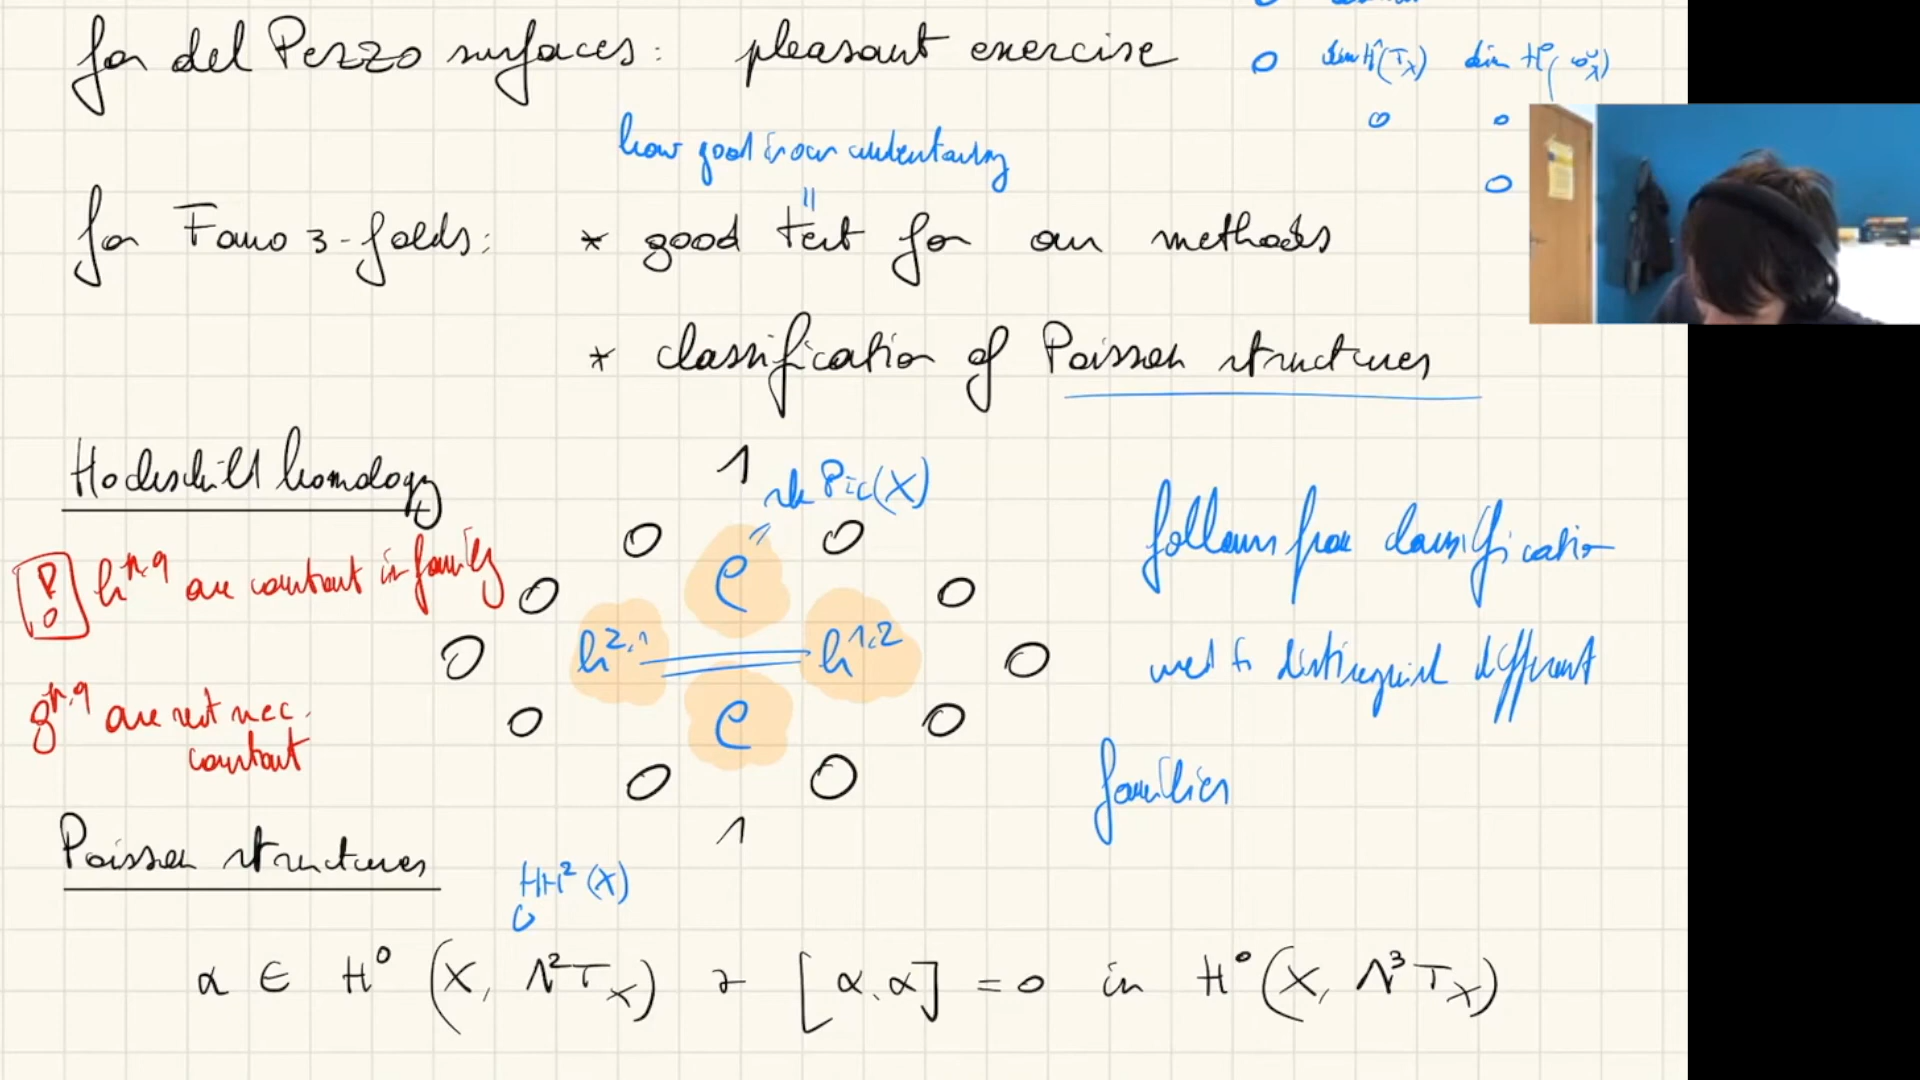 for del Pezzo surfaces: pleasant exercise
0 dim H¹(T_X) dim H⁰(ω_X^∨)
0 0
0
how good is our understanding
||
for Fano 3-folds: * good test for our methods
* classification of Poisson structures
Hochschild homology
1
rk Pic(X)
0 0
0 ρ 0
0 h^{2,1} = h^{1,2} 0
0 ρ 0
0 0
1
! h^{p,q} are constant in family
g^{p,q} are not nec.
constant
follows from classification
used to distinguish different
families
Poisson structures
HH²(X)
α ∈ H⁰(X, Λ²T_X) > [α,α] = 0 in H⁰(X, Λ³T_X)